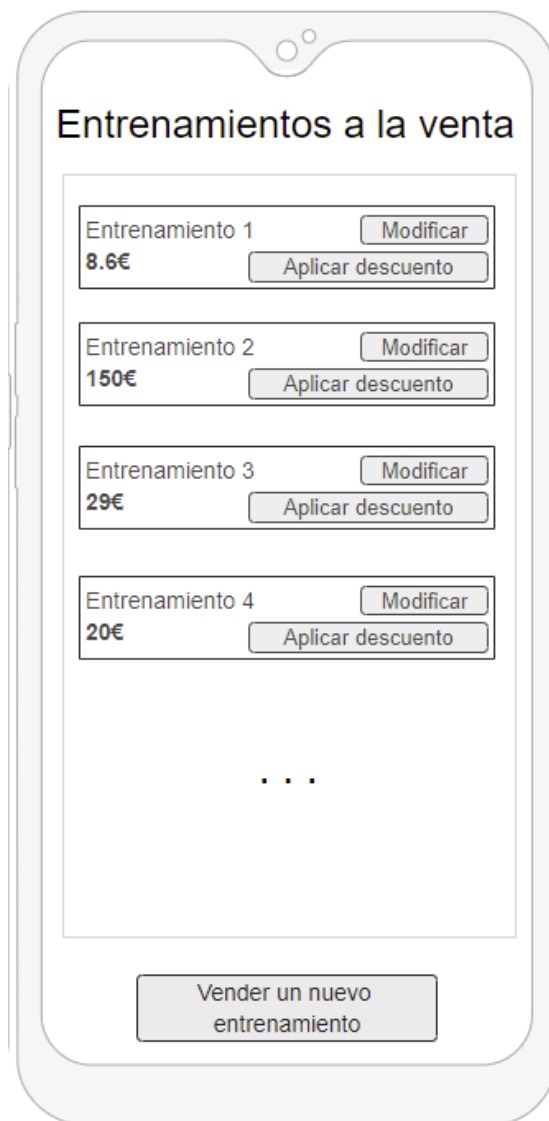 Entrenamientos a la venta
Entrenamiento 1
Modificar
8.6€
Aplicar descuento
Entrenamiento 2
Modificar
150€
Aplicar descuento
Entrenamiento 3
Modificar
29€
Aplicar descuento
Entrenamiento 4
Modificar
20€
Aplicar descuento
. . .
Vender un nuevo
entrenamiento